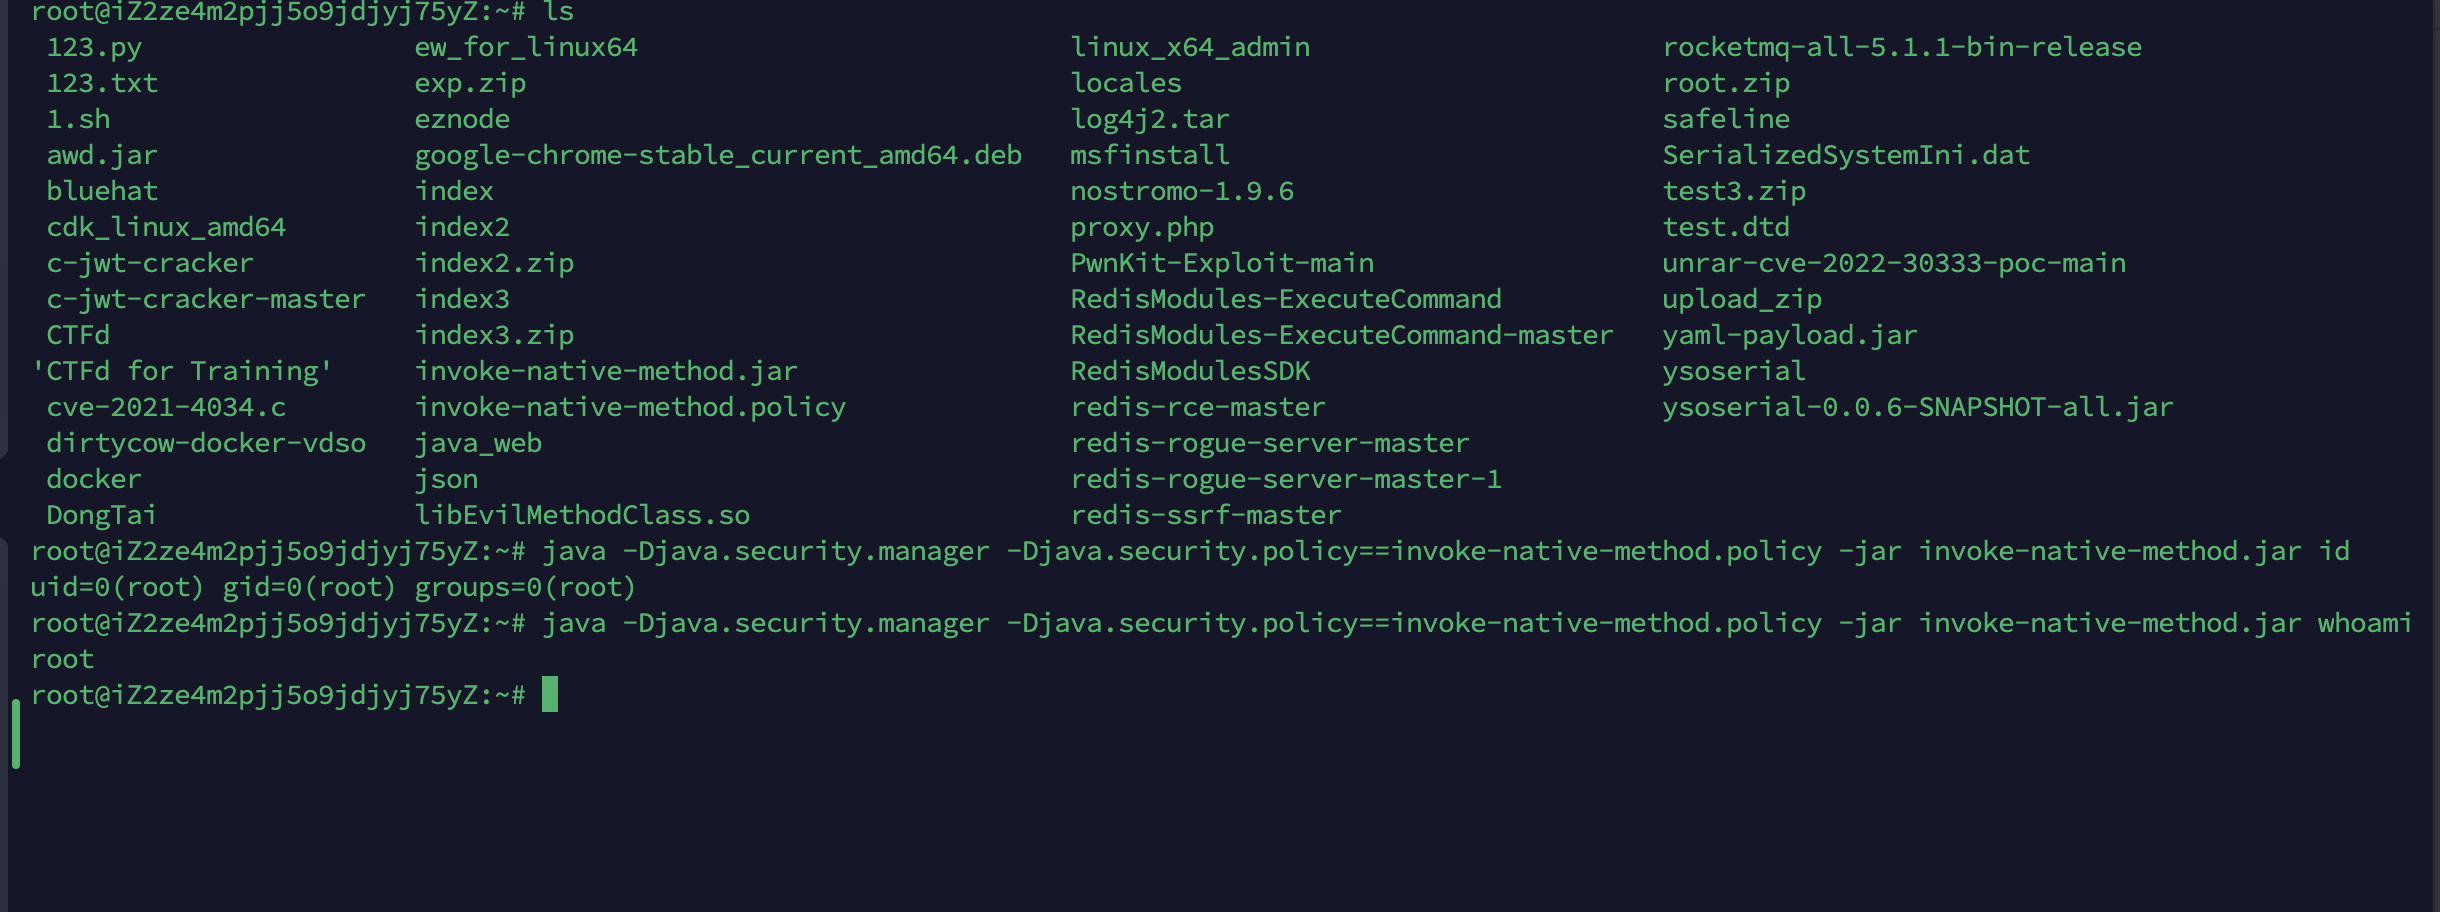 root@iZ2ze4m2pjj5o9jdjyj75yZ:~# ls
 123.py                 ew_for_linux64                          linux_x64_admin                      rocketmq-all-5.1.1-bin-release
 123.txt                exp.zip                                 locales                              root.zip
 1.sh                   eznode                                  log4j2.tar                           safeline
 awd.jar                google-chrome-stable_current_amd64.deb   msfinstall                           SerializedSystemIni.dat
 bluehat                index                                   nostromo-1.9.6                       test3.zip
 cdk_linux_amd64        index2                                  proxy.php                            test.dtd
 c-jwt-cracker          index2.zip                              PwnKit-Exploit-main                  unrar-cve-2022-30333-poc-main
 c-jwt-cracker-master   index3                                  RedisModules-ExecuteCommand          upload_zip
 CTFd                   index3.zip                              RedisModules-ExecuteCommand-master   yaml-payload.jar
'CTFd for Training'     invoke-native-method.jar                RedisModulesSDK                      ysoserial
 cve-2021-4034.c        invoke-native-method.policy             redis-rce-master                     ysoserial-0.0.6-SNAPSHOT-all.jar
 dirtycow-docker-vdso   java_web                                redis-rogue-server-master
 docker                 json                                    redis-rogue-server-master-1
 DongTai                libEvilMethodClass.so                   redis-ssrf-master
root@iZ2ze4m2pjj5o9jdjyj75yZ:~# java -Djava.security.manager -Djava.security.policy==invoke-native-method.policy -jar invoke-native-method.jar id
uid=0(root) gid=0(root) groups=0(root)
root@iZ2ze4m2pjj5o9jdjyj75yZ:~# java -Djava.security.manager -Djava.security.policy==invoke-native-method.policy -jar invoke-native-method.jar whoami
root
root@iZ2ze4m2pjj5o9jdjyj75yZ:~#